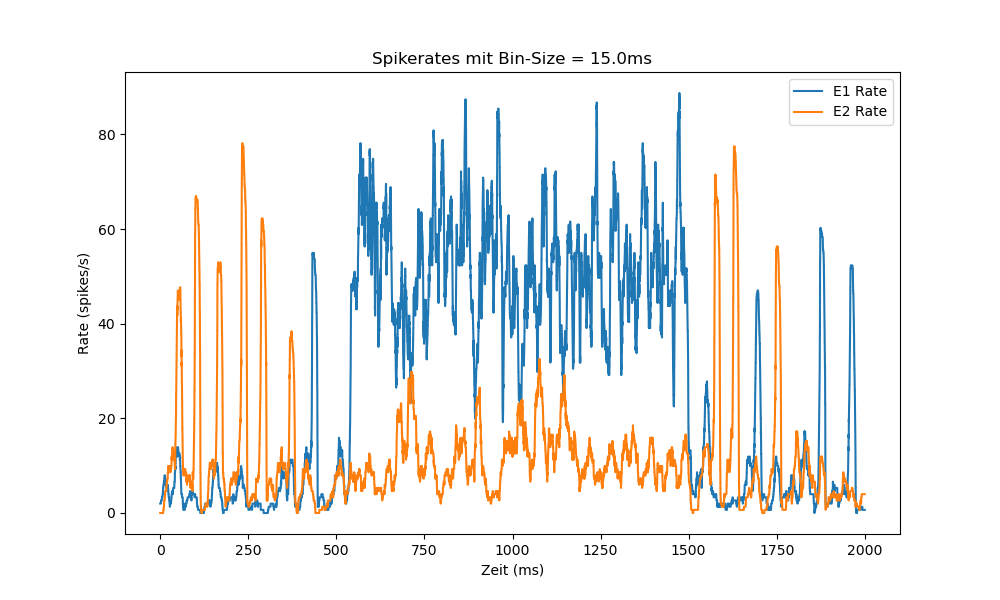 Spikerates mit Bin-Size = 15.0ms
E1 Rate
E2 Rate
Rate (spikes/s)
80
60
40
20
0
0 250 500 750 1000 1250 1500 1750 2000
Zeit (ms)